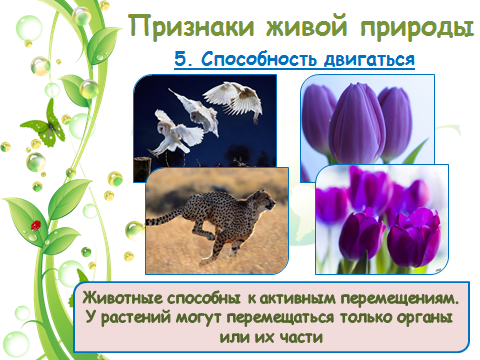 Признаки живой природы
5. Способность двигаться
Животные способны к активным перемещениям.
У растений могут перемещаться только органы
или их части